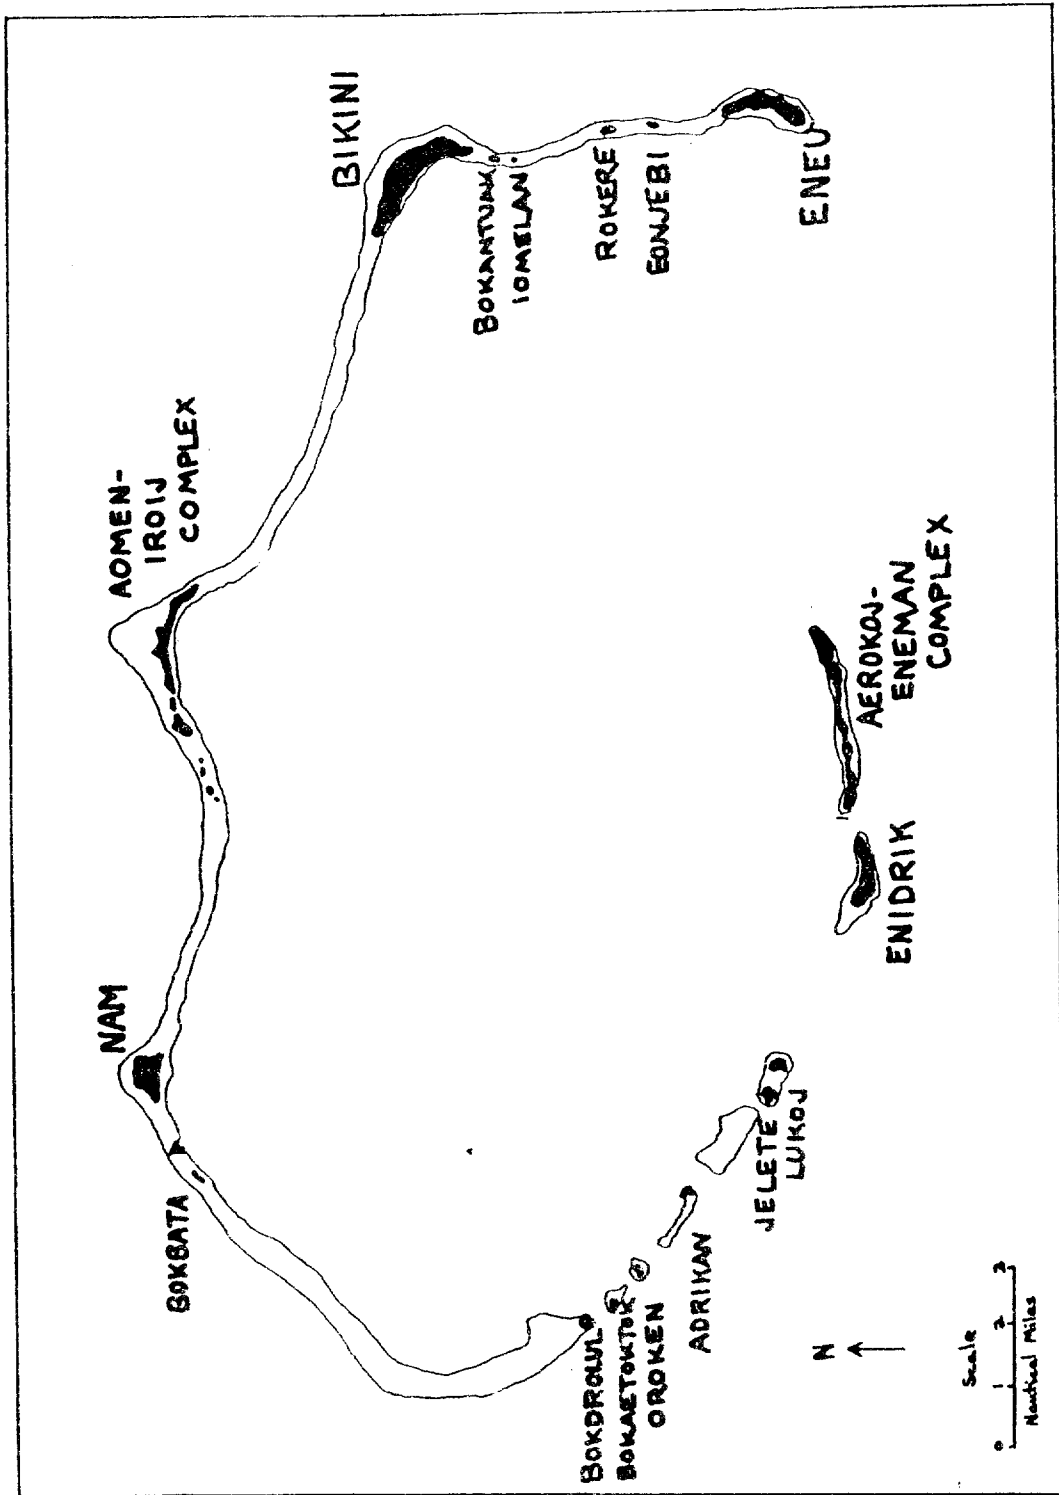 BIKINI
BOKANTUAK
IOMELAN
ROKERE
EONJEBI
ENEU
AOMEN-
IROIJ
COMPLEX
AEROKOJ-
ENEMAN
COMPLEX
NAM
ENIDRIK
BOKBATA
JELETE
LUKOJ
ADRIKAN
BOKDROLUL
BOKAETOKTOK
OROKEN
N
Scale
0 1 2 3
Nautical Miles